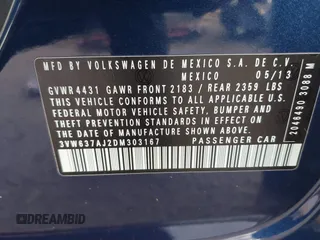 MFD. BY VOLKSWAGEN DE MEXICO S.A. DE C.V.
MEXICO 05/13
GVWR 4431 GAWR FRONT 2183 / REAR 2359 LBS
THIS VEHICLE CONFORMS TO ALL APPLICABLE U.S.
FEDERAL MOTOR VEHICLE SAFETY, BUMPER AND
THEFT PREVENTION STANDARDS IN EFFECT ON
THE DATE OF MANUFACTURE SHOWN ABOVE.
3VW637AJ2DM303167 PASSENGER CAR
2046490 3088 M
© DREAMBID